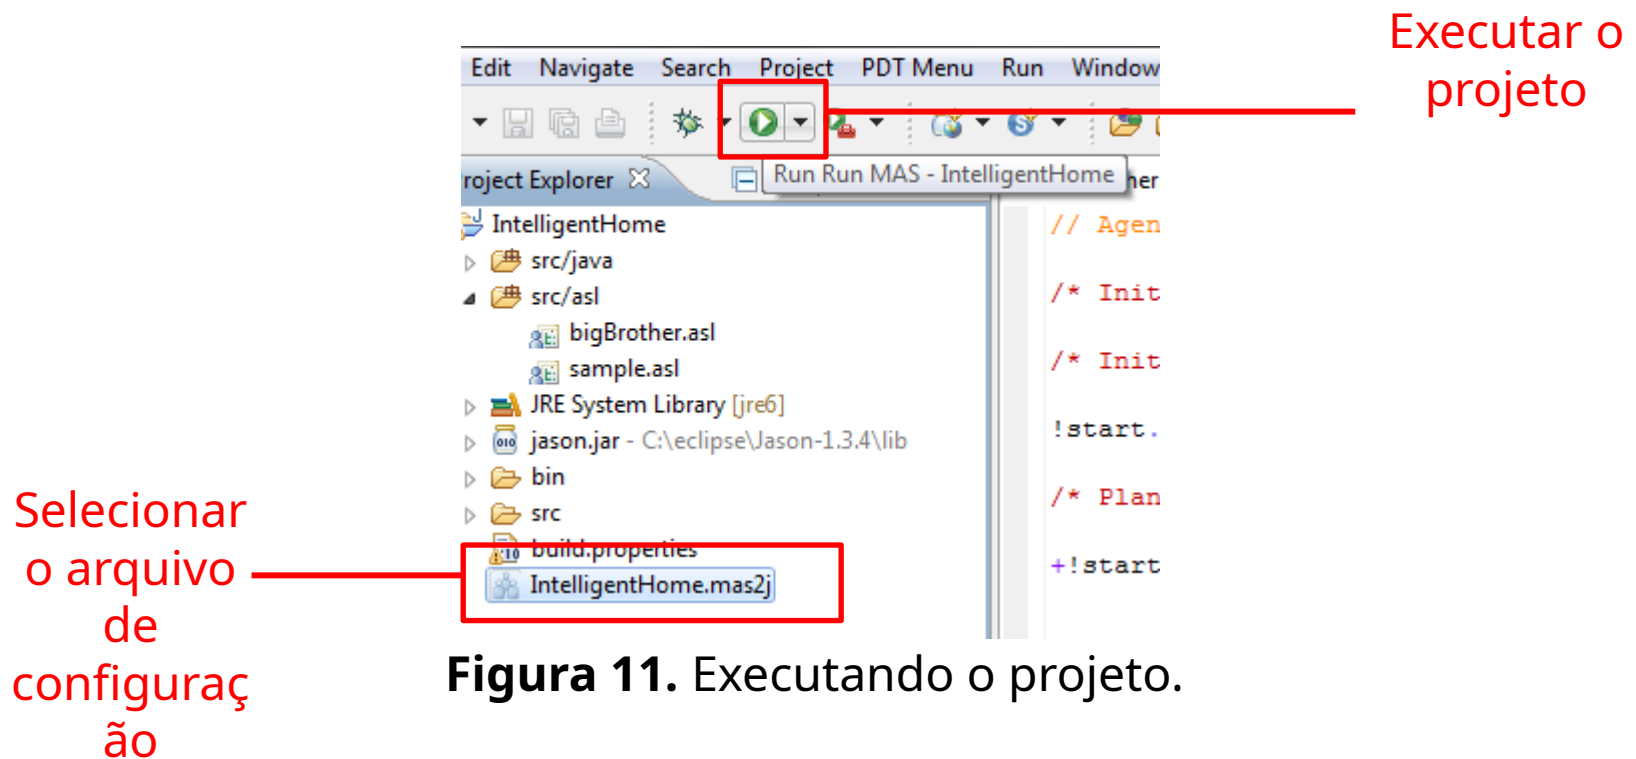 Executar o
projeto
Edit Navigate Search Project PDT Menu Run Window
Run Run MAS - IntelligentHome
roject Explorer
IntelligentHome
src/java
src/asl
bigBrother.asl
sample.asl
JRE System Library [jre6]
jason.jar - C:\eclipse\Jason-1.3.4\lib
bin
src
build.properties
IntelligentHome.mas2j
// Agen
/* Init
/* Init
!start.
/* Plan
+!start
Selecionar
o arquivo
de
configuraç
ão
Figura 11. Executando o projeto.